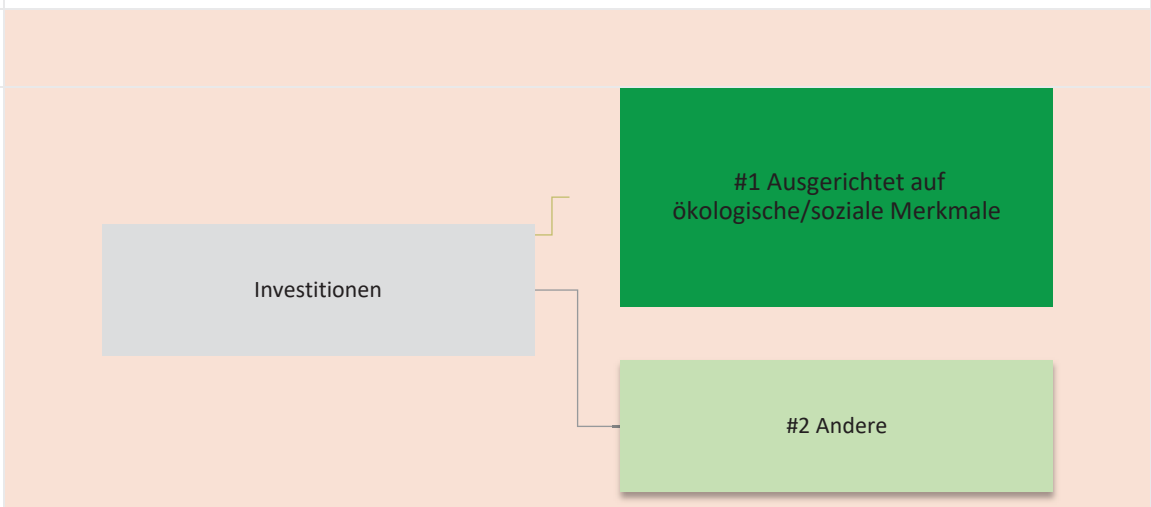 #1 Ausgerichtet auf
ökologische/soziale Merkmale
Investitionen
#2 Andere